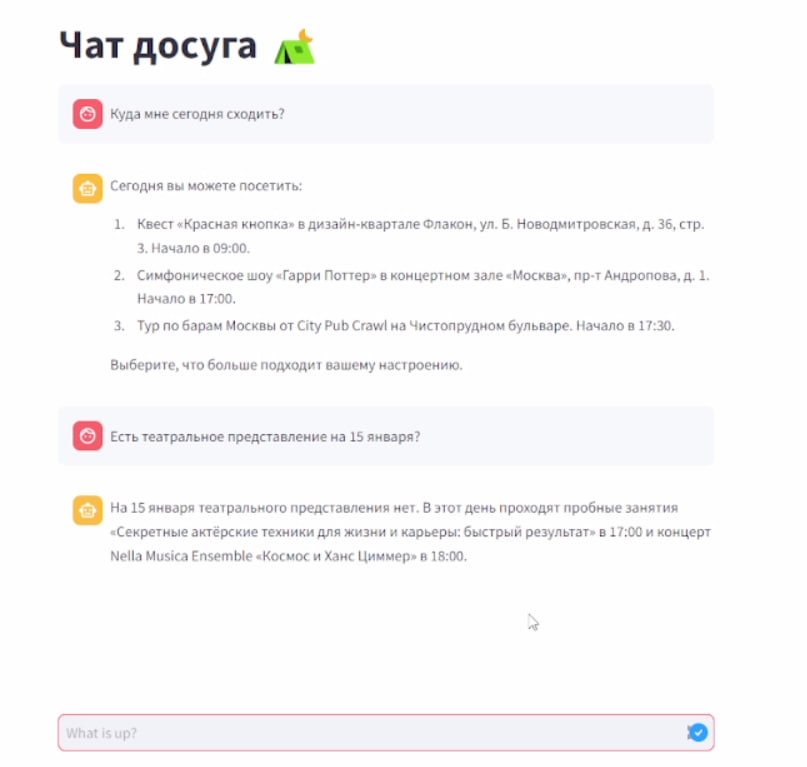 Чат досуга
Куда мне сегодня сходить?
Сегодня вы можете посетить:
1. Квест «Красная кнопка» в дизайн-квартале Флакон, ул. Б. Новодмитровская, д. 36, стр.
3. Начало в 09:00.
2. Симфоническое шоу «Гарри Поттер» в концертном зале «Москва», пр-т Андропова, д. 1.
Начало в 17:00.
3. Тур по барам Москвы от City Pub Crawl на Чистопрудном бульваре. Начало в 17:30.
Выберите, что больше подходит вашему настроению.
Есть театральное представление на 15 января?
На 15 января театрального представления нет. В этот день проходят пробные занятия
«Секретные актёрские техники для жизни и карьеры: быстрый результат» в 17:00 и концерт
Nella Musica Ensemble «Космос и Ханс Циммер» в 18:00.
What is up?